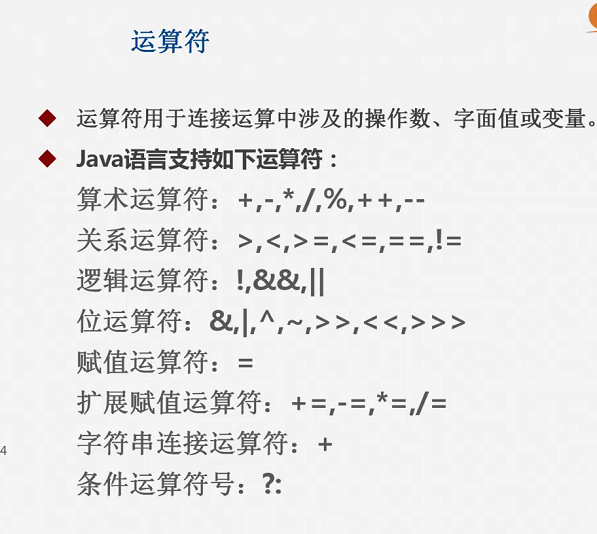 运算符
运算符用于连接运算中涉及的操作数、字面值或变量。
Java语言支持如下运算符：
算术运算符：+,-,*,/,%,++,--
关系运算符：>,<,>=,<=,==,!=
逻辑运算符：!,&&,||
位运算符：&,|,^,~,>>,<<,>>>
赋值运算符：=
扩展赋值运算符：+=,-=,*=,/=
字符串连接运算符：+
4
条件运算符号：?: